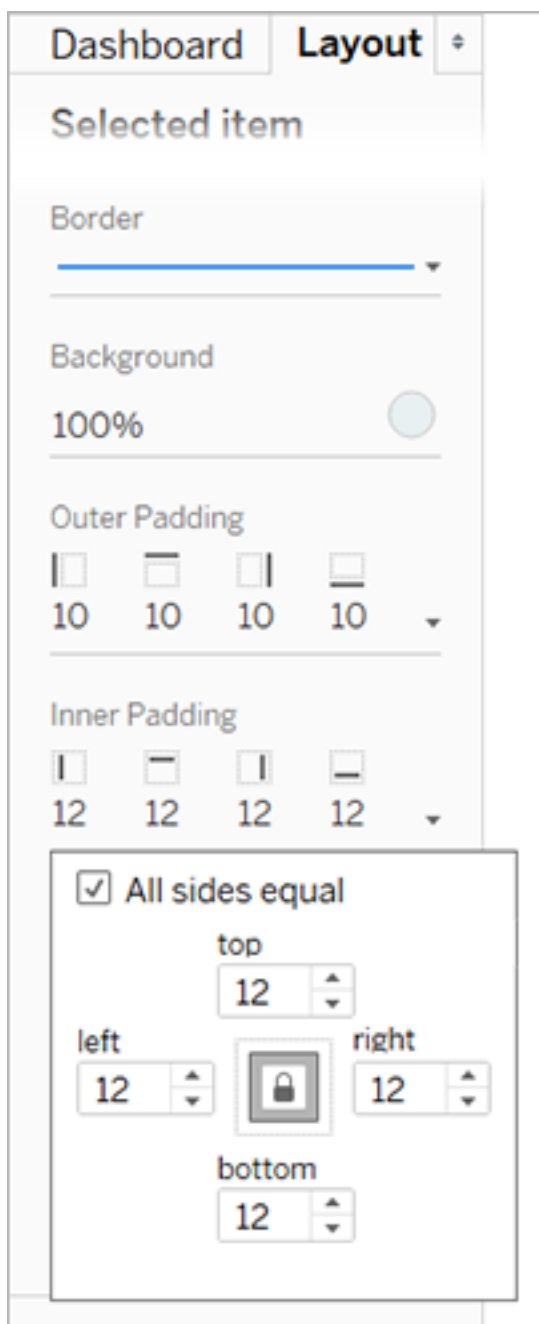 Dashboard Layout
Selected item
Border
Background
100%
Outer Padding
10 10 10 10
Inner Padding
12 12 12 12
All sides equal
top
12
left right
12 12
bottom
12